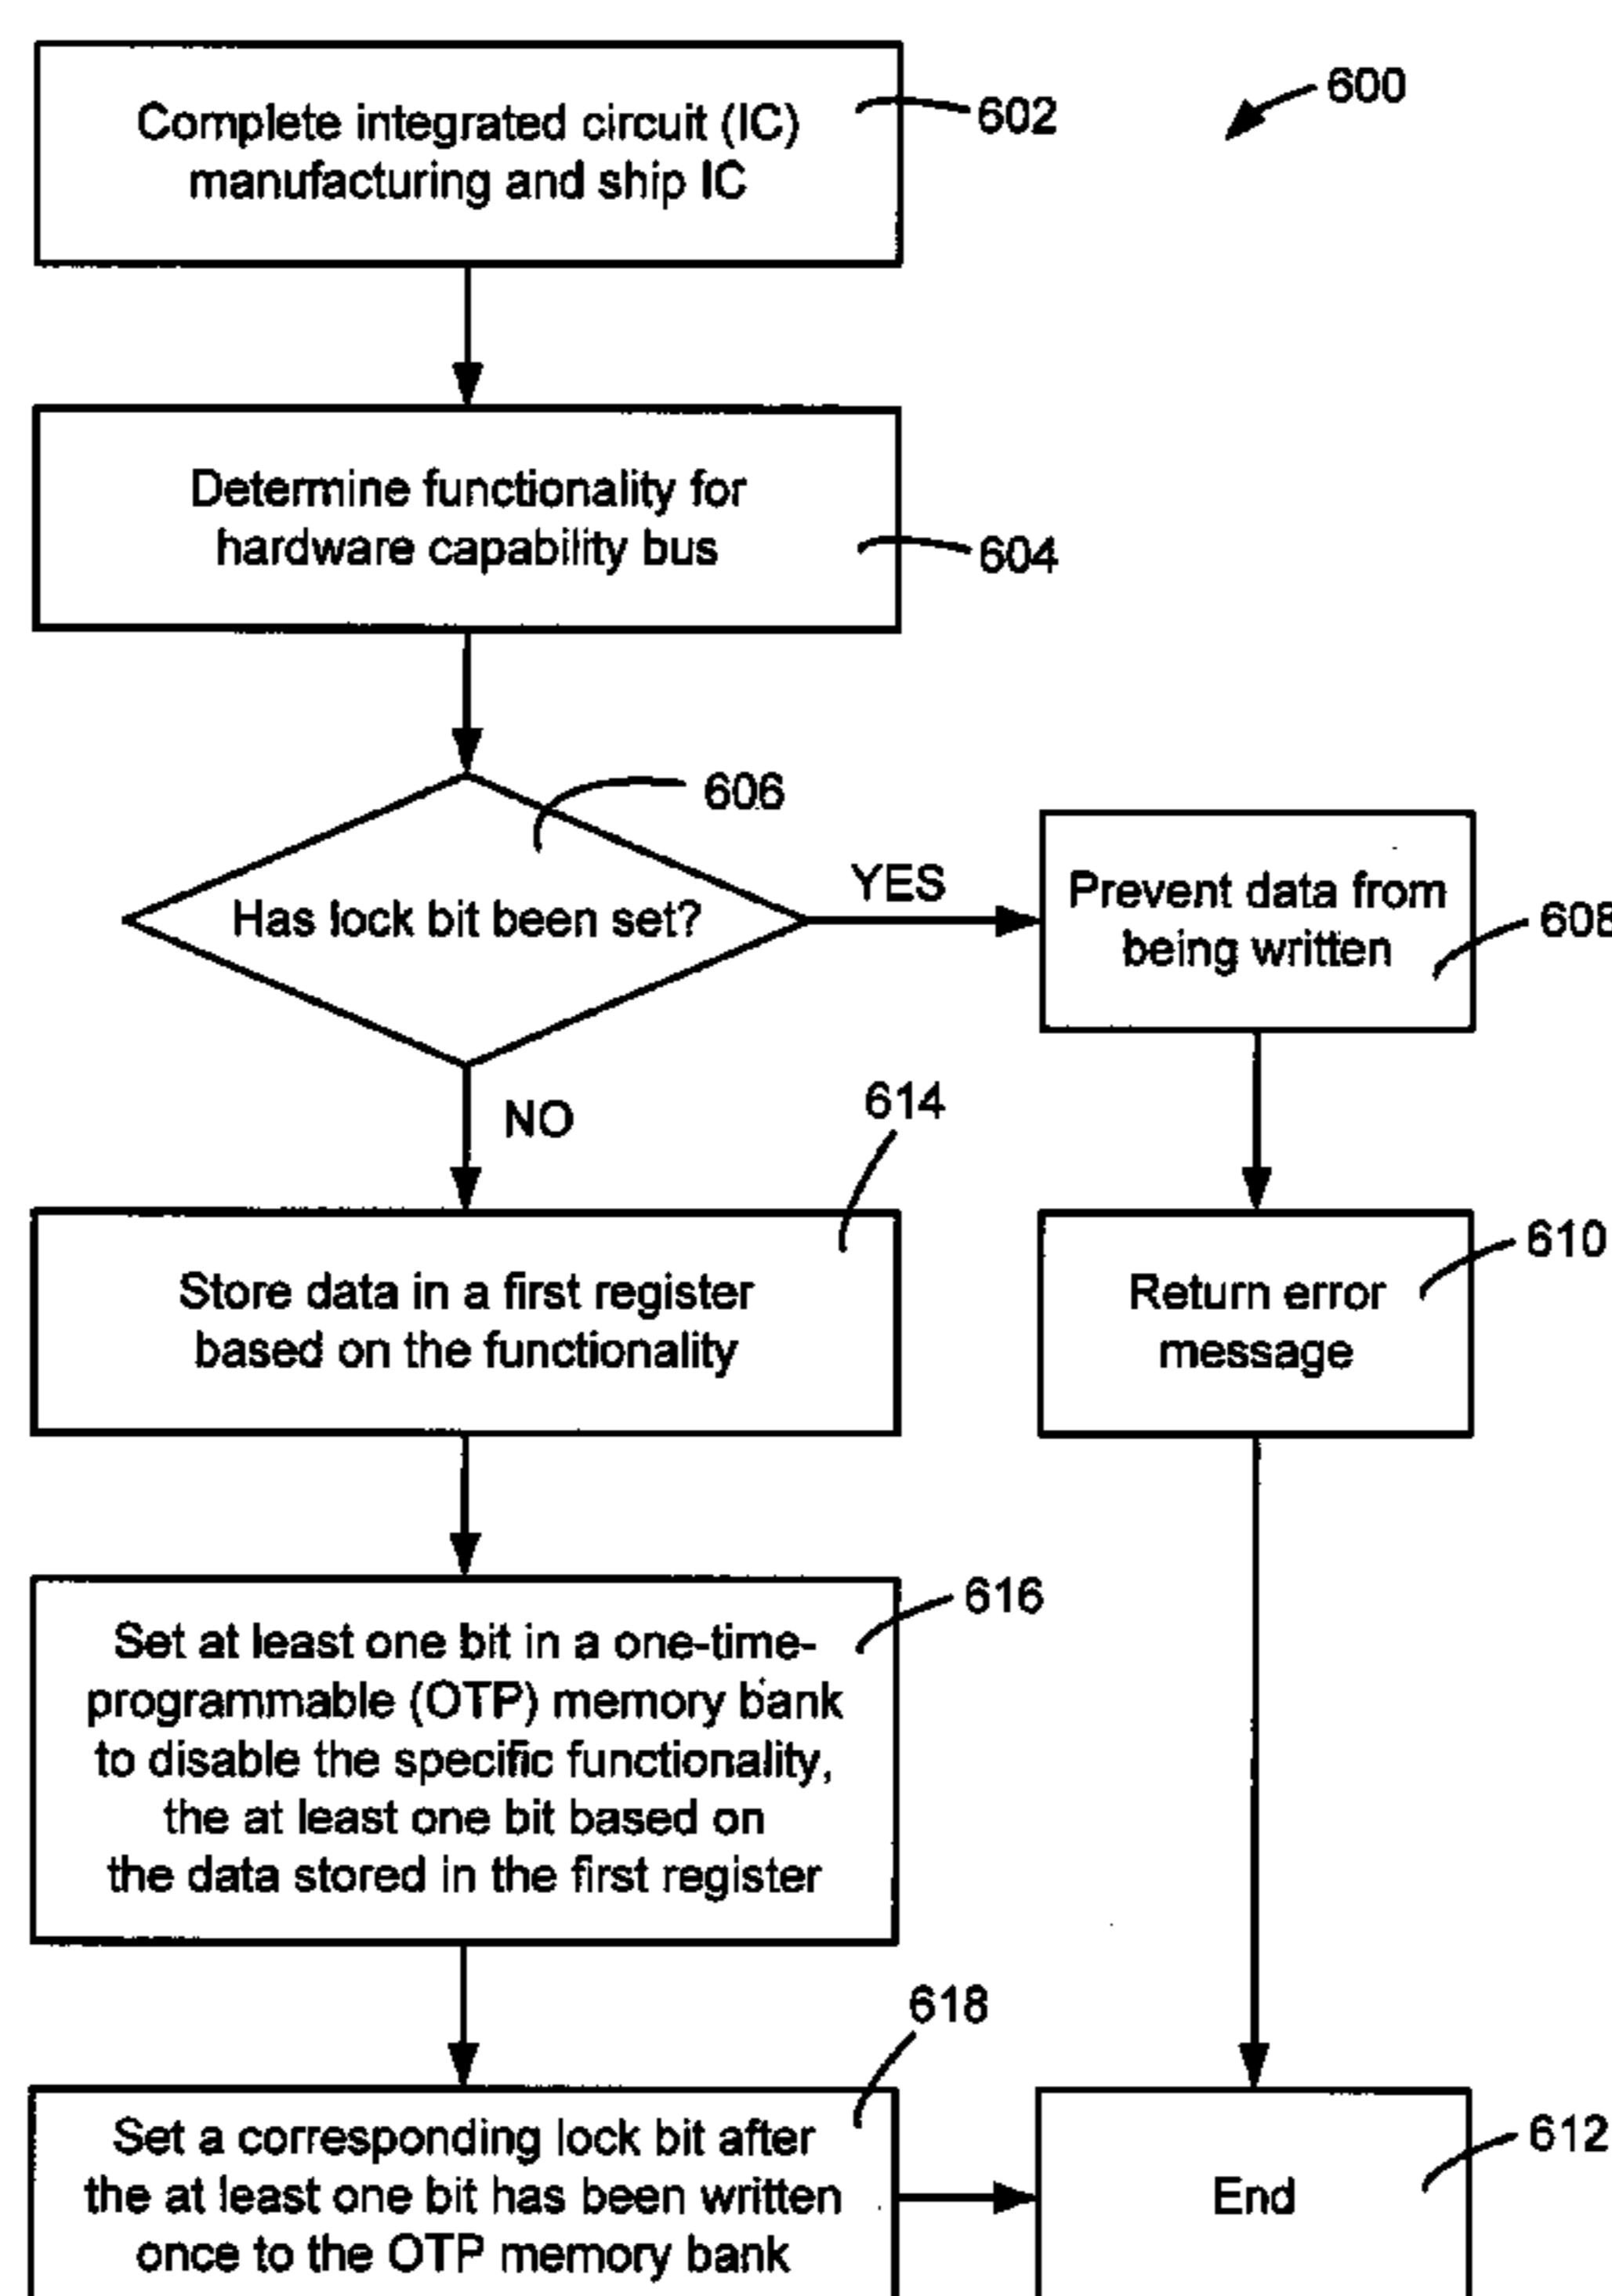 600
Complete integrated circuit (IC)
manufacturing and ship IC
602
Determine functionality for
hardware capability bus
604
606
Has lock bit been set?
YES
Prevent data from
being written
608
NO
614
Store data in a first register
based on the functionality
Return error
message
610
616
Set at least one bit in a one-time-
programmable (OTP) memory bank
to disable the specific functionality,
the at least one bit based on
the data stored in the first register
618
Set a corresponding lock bit after
the at least one bit has been written
once to the OTP memory bank
End
612